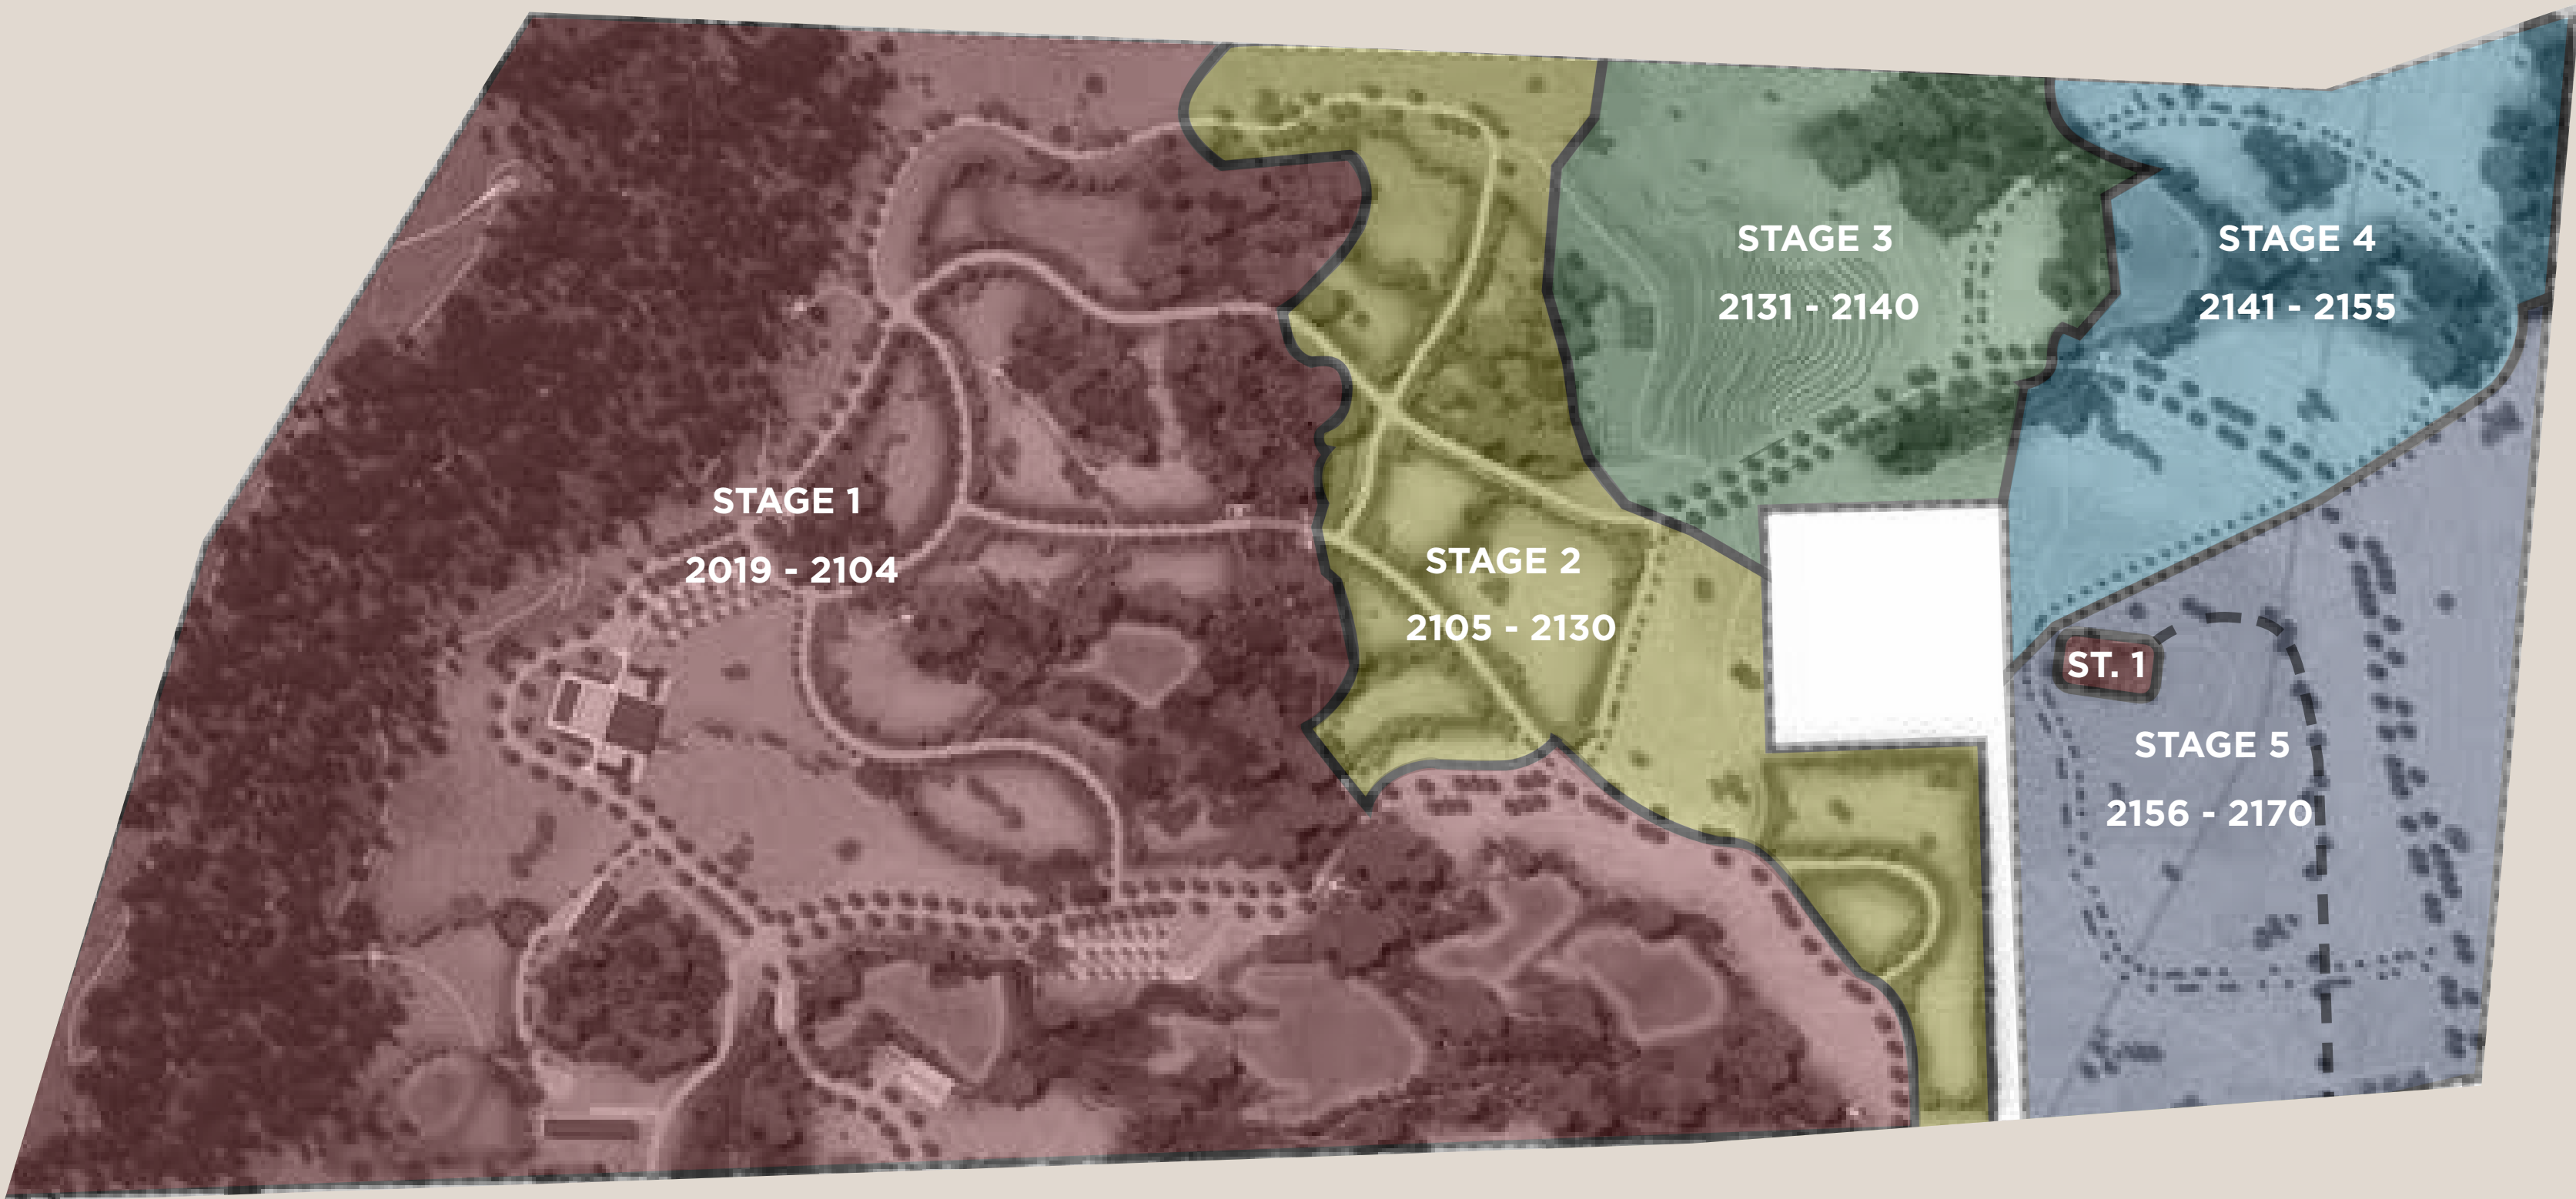 STAGE 1
2019 - 2104
STAGE 2
2105 - 2130
STAGE 3
2131 - 2140
STAGE 4
2141 - 2155
ST. 1
STAGE 5
2156 - 2170